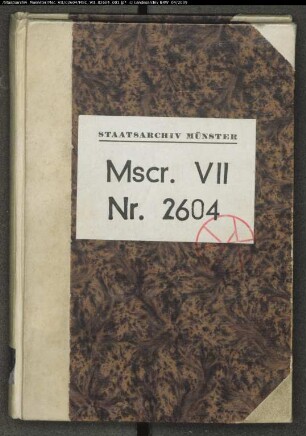 STAATSARCHIV MÜNSTER
Mscr. VII
Nr. 2604